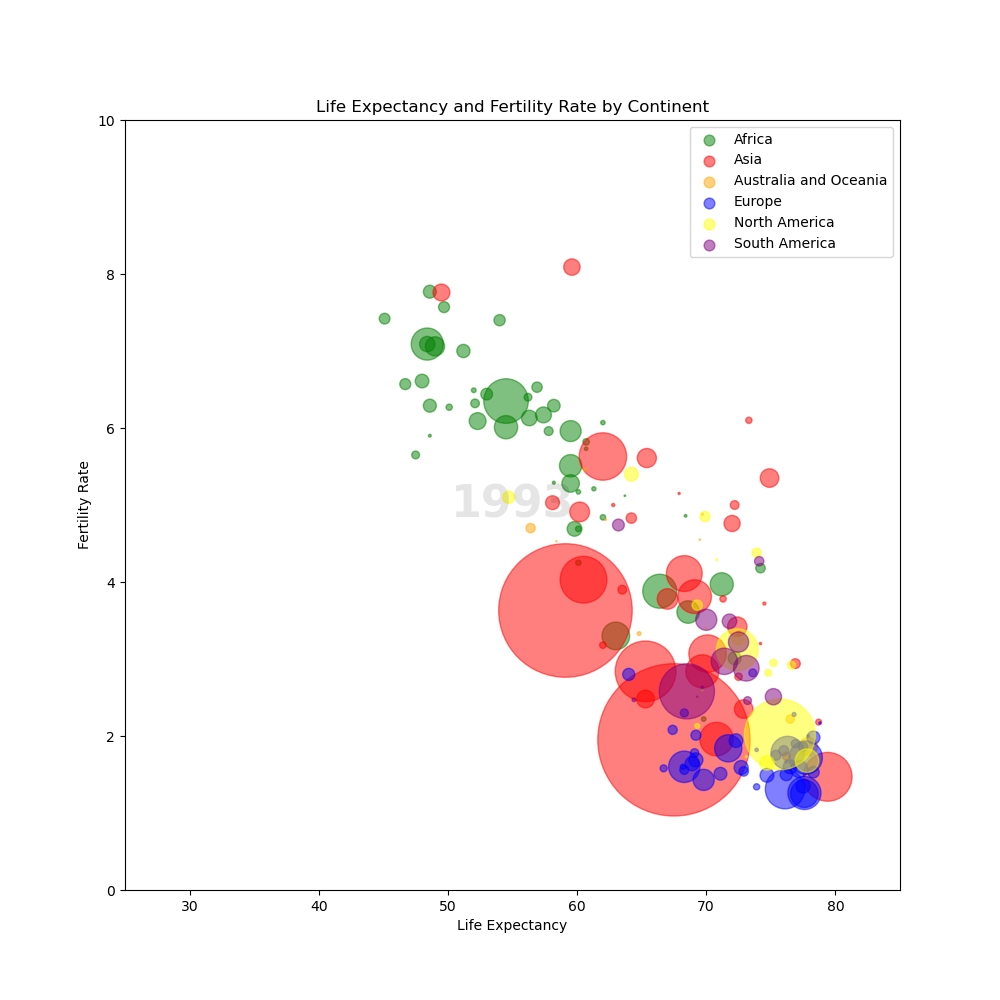 Life Expectancy and Fertility Rate by Continent
10
8
6
4
2
0
Fertility Rate
Africa
Asia
Australia and Oceania
Europe
North America
South America
1993
30 40 50 60 70 80
Life Expectancy